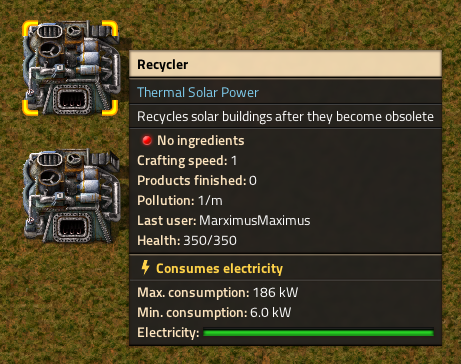 Recycler
Thermal Solar Power
Recycles solar buildings after they become obsolete
No ingredients
Crafting speed: 1
Products finished: 0
Pollution: 1/m
Last user: MarximusMaximus
Health: 350/350
Consumes electricity
Max. consumption: 186 kW
Min. consumption: 6.0 kW
Electricity: